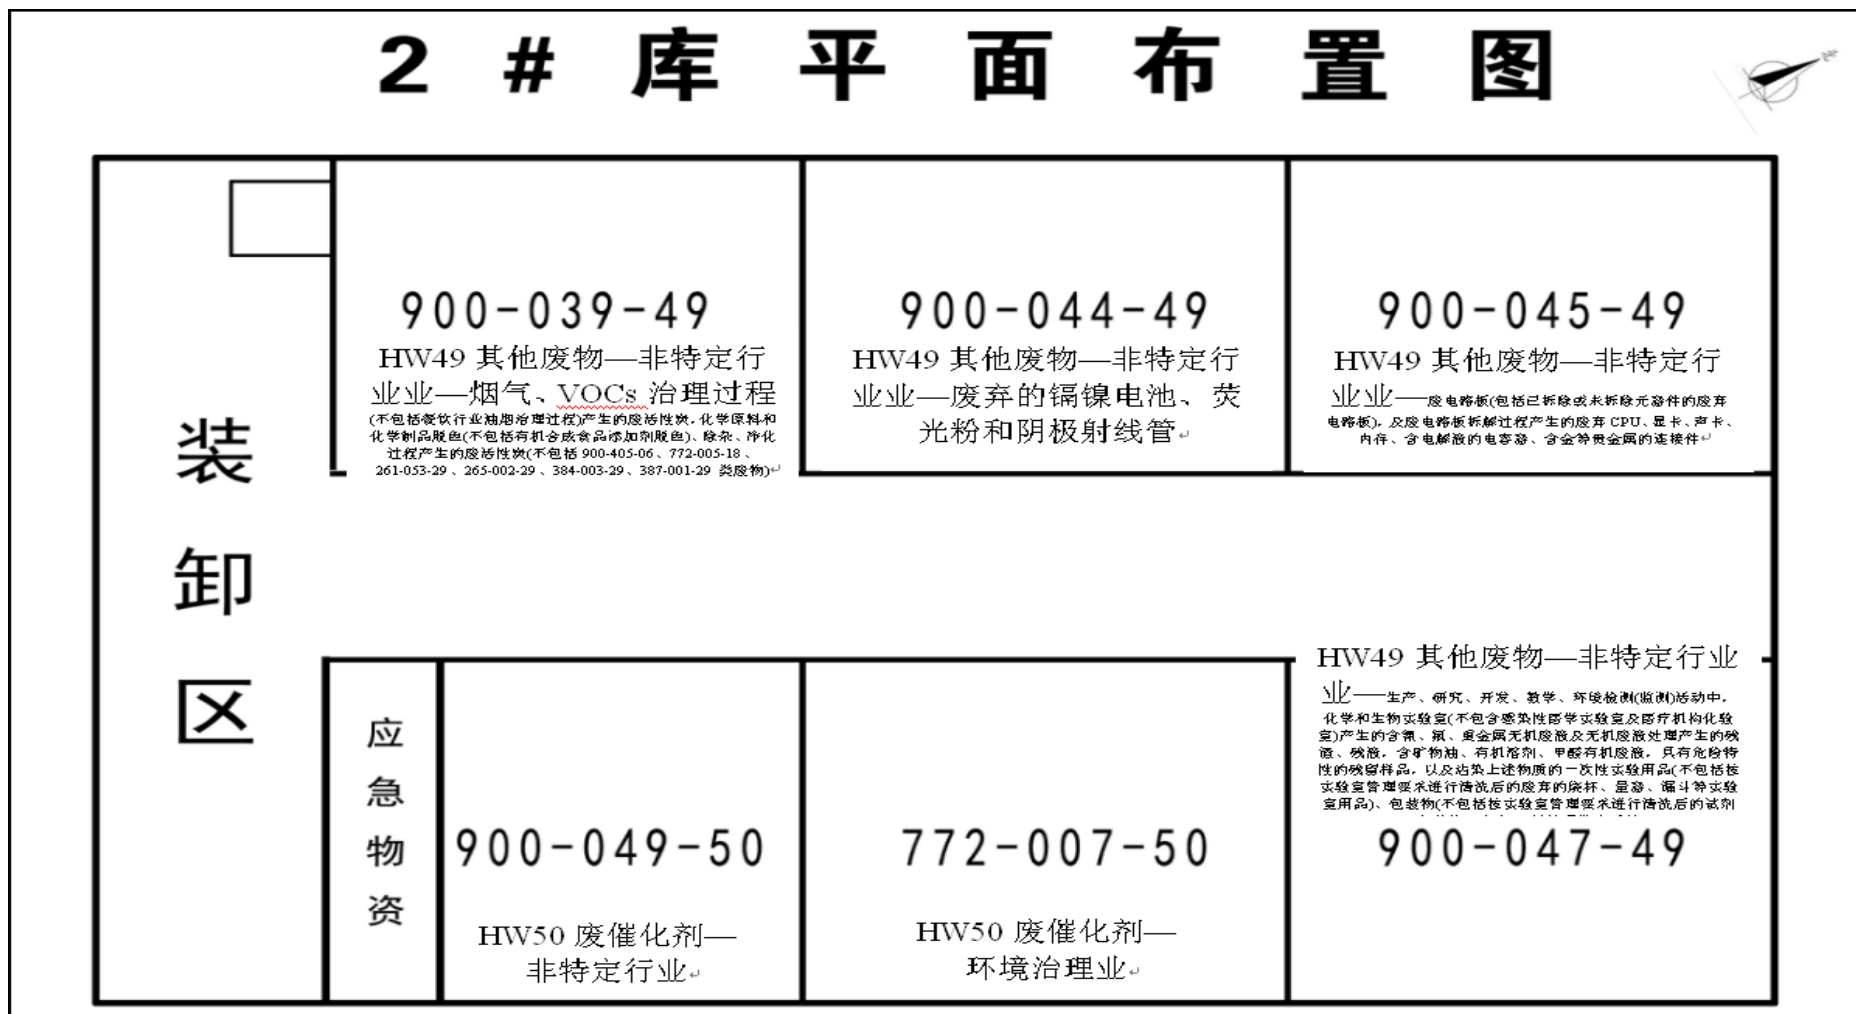 2#库平面布置图
900-039-49
HW49 其他废物—非特定行
业业—烟气、VOCs 治理过程
(不包括餐饮行业油烟治理过程)产生的废活性炭，化学原料和
化学制品脱色(不包括有机合成食品添加剂脱色)、除杂、净化
过程产生的废活性炭(不包括 900-405-06、772-005-18、
261-053-29、265-002-29、384-003-29、387-001-29 类废物)
900-044-49
HW49 其他废物—非特定行
业业—废弃的镉镍电池、荧
光粉和阴极射线管
900-045-49
HW49 其他废物—非特定行
业业—废电路板(包括已拆除或未拆除元器件的废弃
电路板)，及废电路板拆解过程产生的废弃 CPU、显卡、声卡、
内存、含电解液的电容器、含金等贵金属的连接件
装卸区
应急物资
900-049-50
HW50 废催化剂—
非特定行业
772-007-50
HW50 废催化剂—
环境治理业
HW49 其他废物—非特定行业
业—生产、研究、开发、教学、环境检测(监测)活动中，
化学和生物实验室(不包含感染性医学实验室及医疗机构化验
室)产生的含氰、氟、重金属无机废液及无机废液处理产生的残
渣、残液，含矿物油、有机溶剂、甲醛有机废液，具有危险特
性的残留样品，以及沾染上述物质的一次性实验用品(不包括按
实验室管理要求进行清洗后的废弃的烧杯、量器、漏斗等实验
室用品)、包装物(不包括按实验室管理要求进行清洗后的试剂
900-047-49